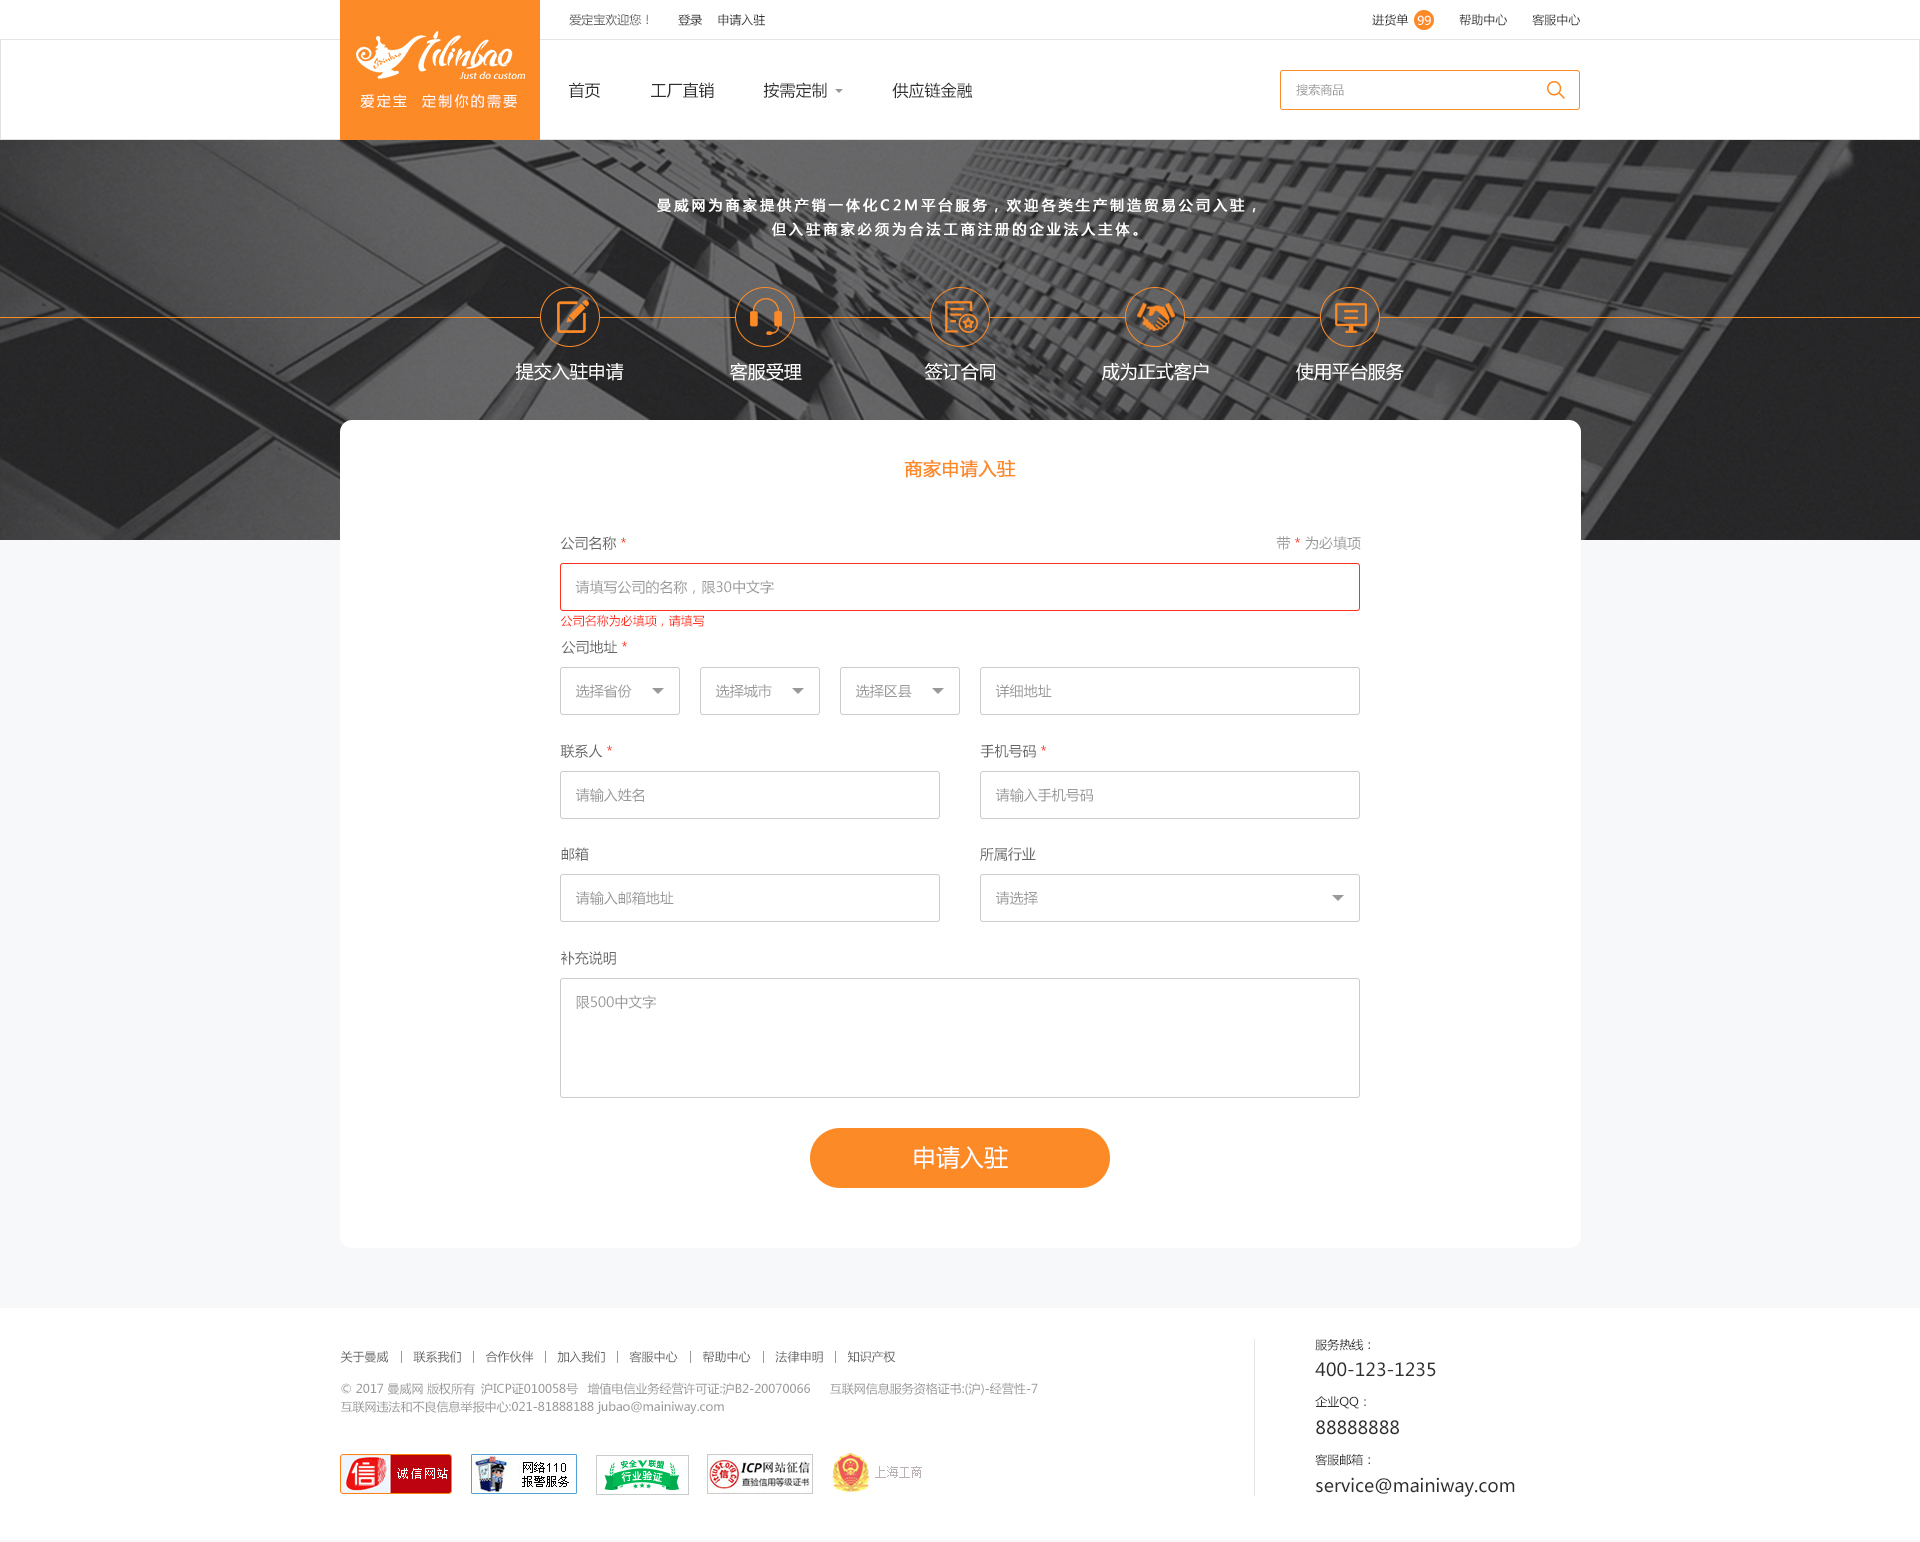 爱定宝欢迎您！ 登录 申请入驻 进货单 99 帮助中心 客服中心
Just do custom
爱定宝 定制你的需要
首页 工厂直销 按需定制 供应链金融 搜索商品
曼威网为商家提供产销一体化C2M平台服务，欢迎各类生产制造贸易公司入驻，
但入驻商家必须为合法工商注册的企业法人主体。
提交入驻申请 客服受理 签订合同 成为正式客户 使用平台服务
商家申请入驻
公司名称 * 带 * 为必填项
请填写公司的名称，限30中文字
公司名称为必填项，请填写
公司地址 *
选择省份 选择城市 选择区县 详细地址
联系人 * 手机号码 *
请输入姓名 请输入手机号码
邮箱 所属行业
请输入邮箱地址 请选择
补充说明
限500中文字
申请入驻
关于曼威 | 联系我们 | 合作伙伴 | 加入我们 | 客服中心 | 帮助中心 | 法律申明 | 知识产权
© 2017 曼威网 版权所有 沪ICP证010058号 增值电信业务经营许可证:沪B2-20070066 互联网信息服务资格证书:(沪)-经营性-7
互联网违法和不良信息举报中心:021-81888188 jubao@mainiway.com
信 诚信网站
网络110
报警服务
安全V联盟
行业验证
信 ICP网站征信
直验信用等级证书
上海工商
服务热线：
400-123-1235
企业QQ：
88888888
客服邮箱：
service@mainiway.com